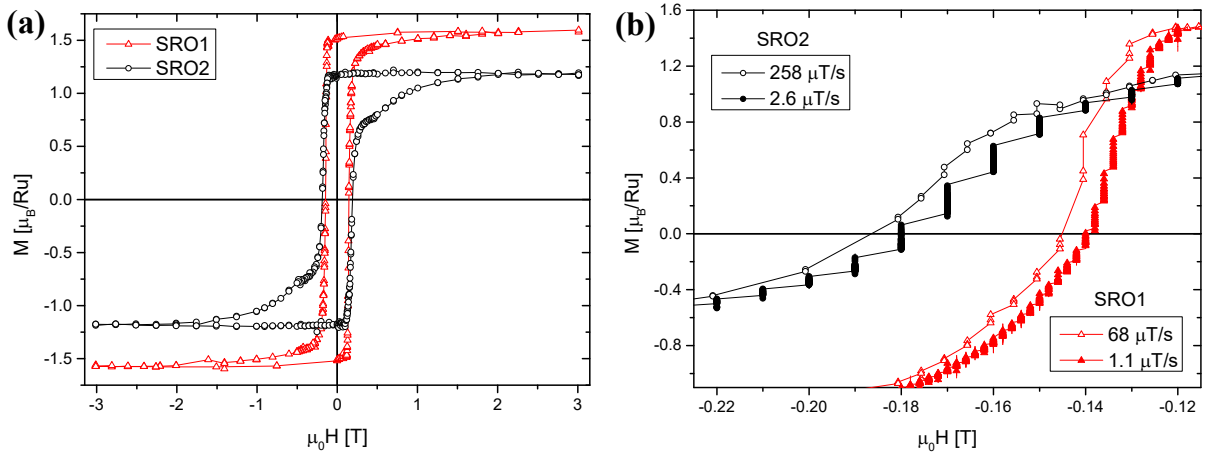 (a)
SRO1
SRO2
M [μB/Ru]
1.5
1.0
0.5
0.0
-0.5
-1.0
-1.5
-3
-2
-1
0
1
2
3
μ0H [T]
(b)
SRO2
258 μT/s
2.6 μT/s
SRO1
68 μT/s
1.1 μT/s
M [μB/Ru]
1.6
1.2
0.8
0.4
0.0
-0.4
-0.8
-0.22
-0.20
-0.18
-0.16
-0.14
-0.12
μ0H [T]